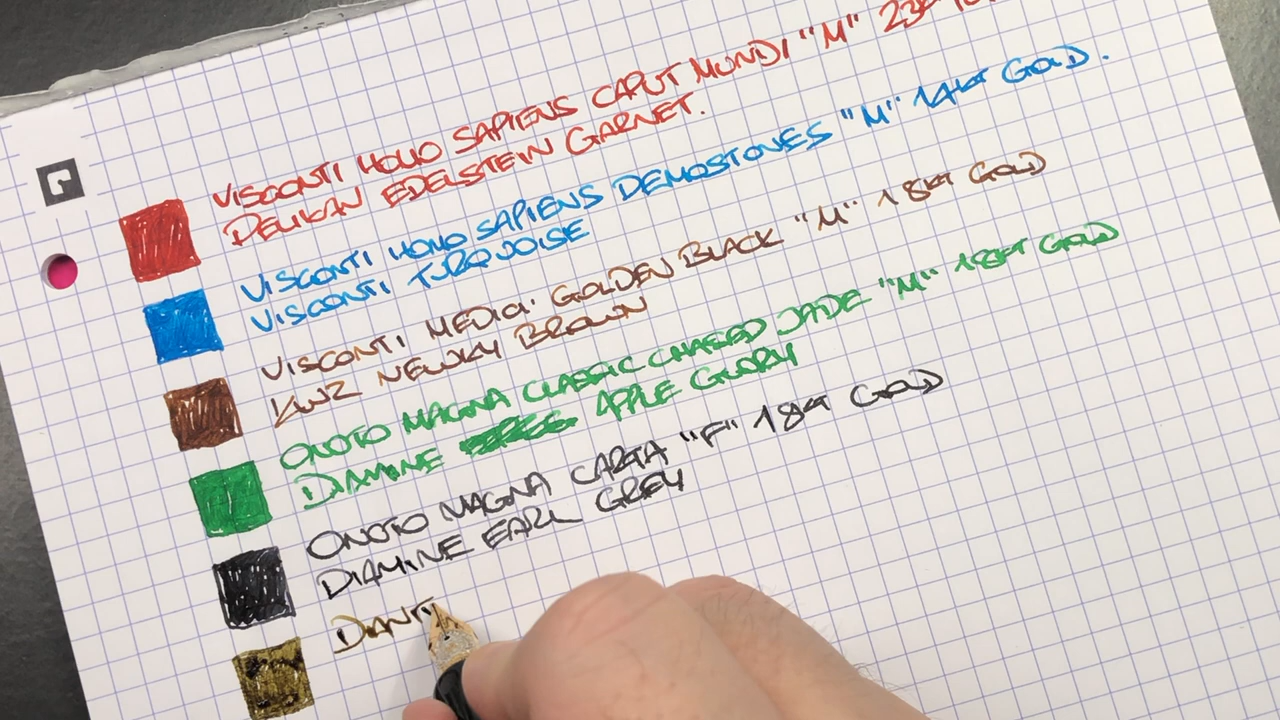 VISCONTI HOMO SAPIENS CAPUT MUNDI "M" 23K
PELIKAN EDELSTEIN GARNET.
VISCONTI HOMO SAPIENS DEMOSTONES "M" 14KT GOLD.
VISCONTI TURQUOISE
VISCONTI MEDICI GOLDEN BLACK "M" 18KT GOLD
KWZ NEWKY BROWN
ONOTO MAGNA CLASSIC CHASED JADE "M" 18KT GOLD
DIAMINE APPLE GLORY
ONOTO MAGNA CARTA "F" 18KT GOLD
DIAMINE EARL GREY
DANT